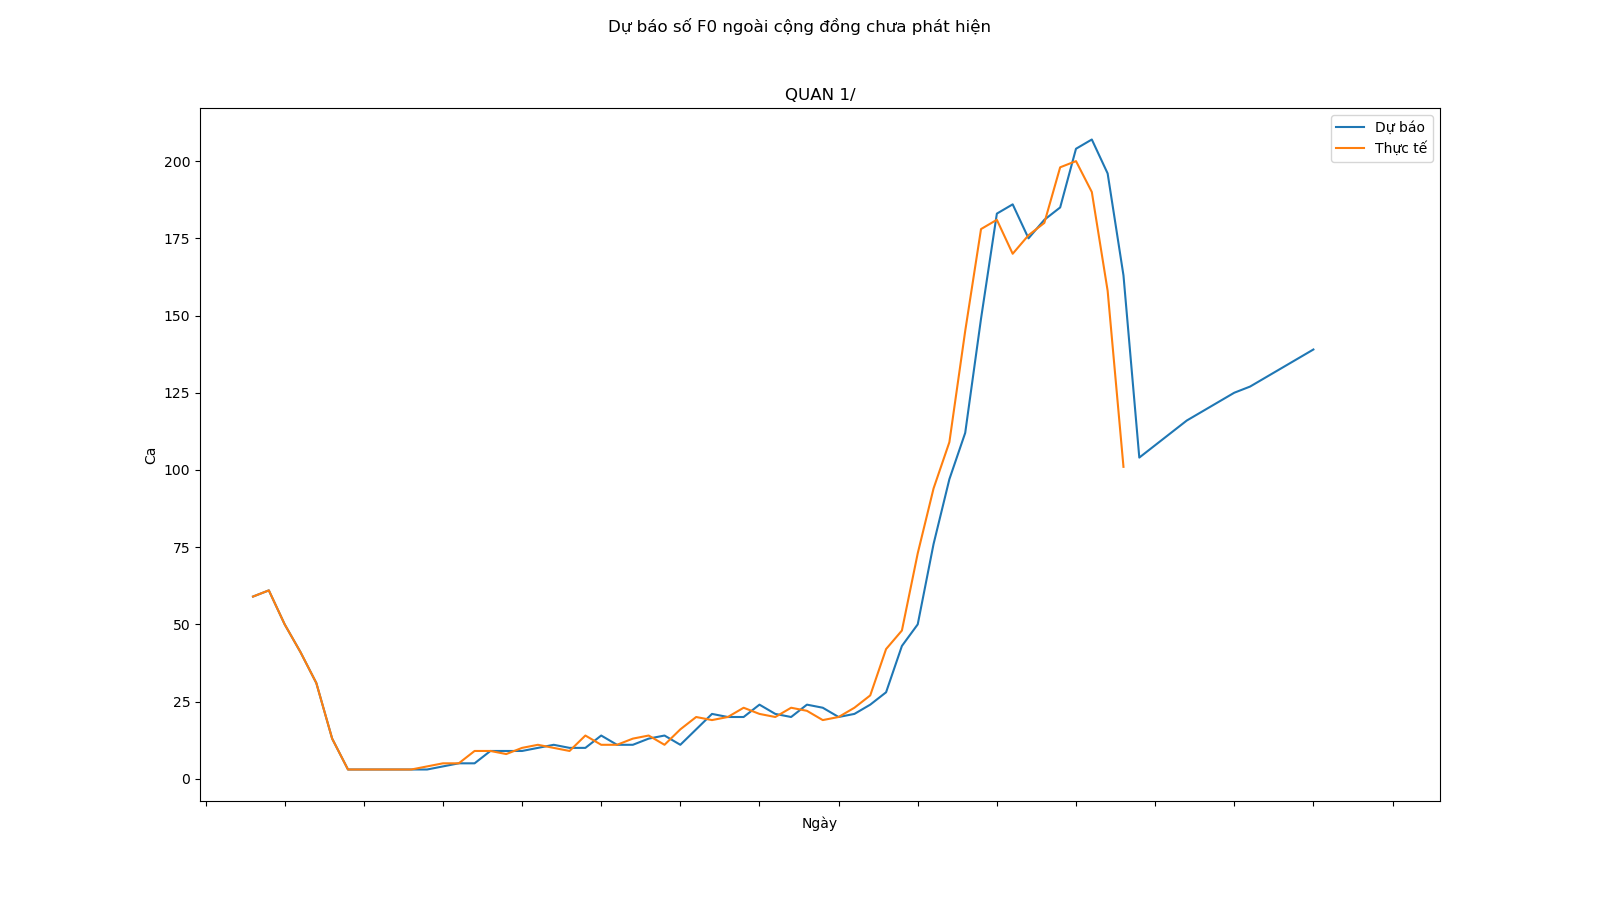 Dự báo số F0 ngoài cộng đồng chưa phát hiện
QUAN 1/
Dự báo
Thực tế
200
175
150
125
100
75
50
25
0
Ca
Ngày